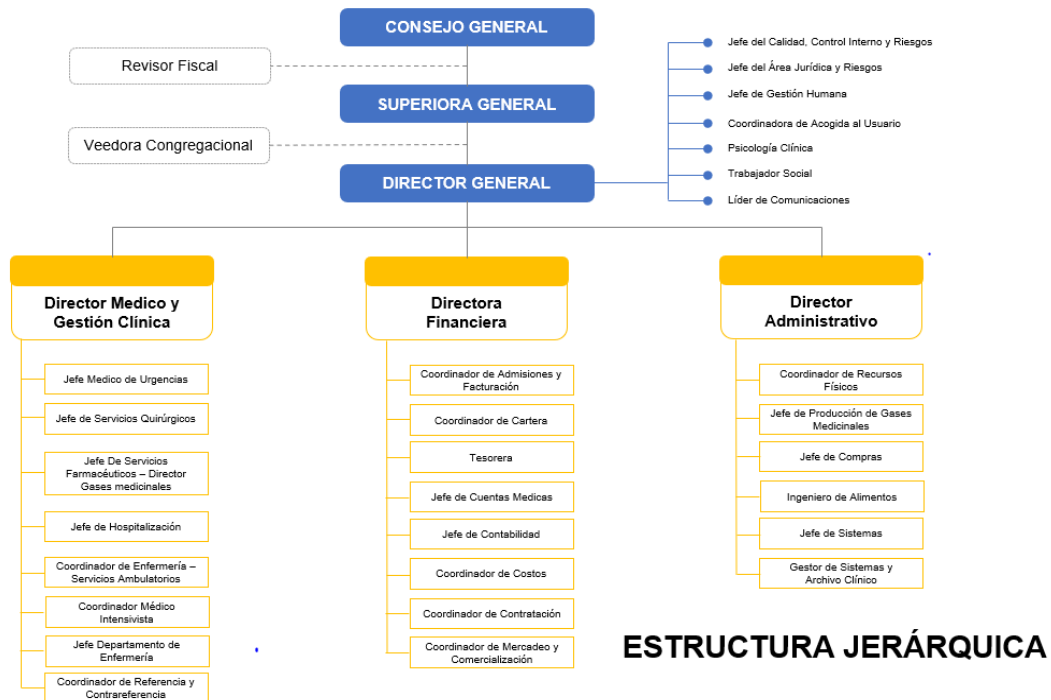 CONSEJO GENERAL
Revisor Fiscal
SUPERIORA GENERAL
Veedora Congregacional
DIRECTOR GENERAL
Jefe del Calidad, Control Interno y Riesgos
Jefe del Área Jurídica y Riesgos
Jefe de Gestión Humana
Coordinadora de Acogida al Usuario
Psicología Clínica
Trabajador Social
Líder de Comunicaciones
Director Medico y
Gestión Clínica
Jefe Medico de Urgencias
Jefe de Servicios Quirúrgicos
Jefe De Servicios
Farmacéuticos – Director
Gases medicinales
Jefe de Hospitalización
Coordinador de Enfermería –
Servicios Ambulatorios
Coordinador Médico
Intensivista
Jefe Departamento de
Enfermería
Coordinador de Referencia y
Contrareferencia
Directora
Financiera
Coordinador de Admisiones y
Facturación
Coordinador de Cartera
Tesorera
Jefe de Cuentas Medicas
Jefe de Contabilidad
Coordinador de Costos
Coordinador de Contratación
Coordinador de Mercadeo y
Comercialización
Director
Administrativo
Coordinador de Recursos
Físicos
Jefe de Producción de Gases
Medicinales
Jefe de Compras
Ingeniero de Alimentos
Jefe de Sistemas
Gestor de Sistemas y
Archivo Clínico
ESTRUCTURA JERÁRQUICA